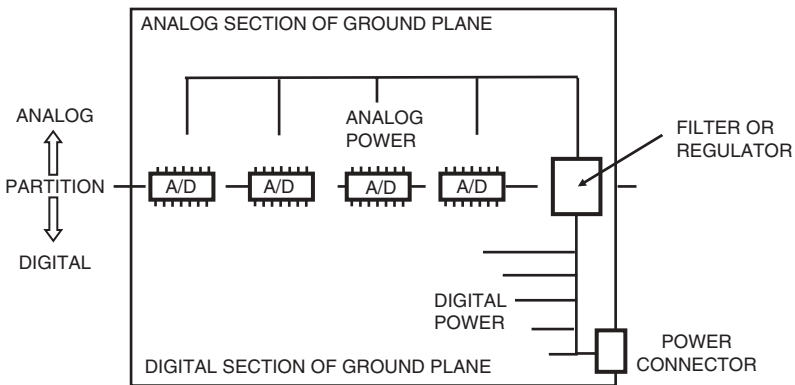 ANALOG SECTION OF GROUND PLANE
ANALOG
ANALOG
POWER
FILTER OR
REGULATOR
PARTITION
A/D
A/D
A/D
A/D
DIGITAL
DIGITAL
POWER
POWER
CONNECTOR
DIGITAL SECTION OF GROUND PLANE